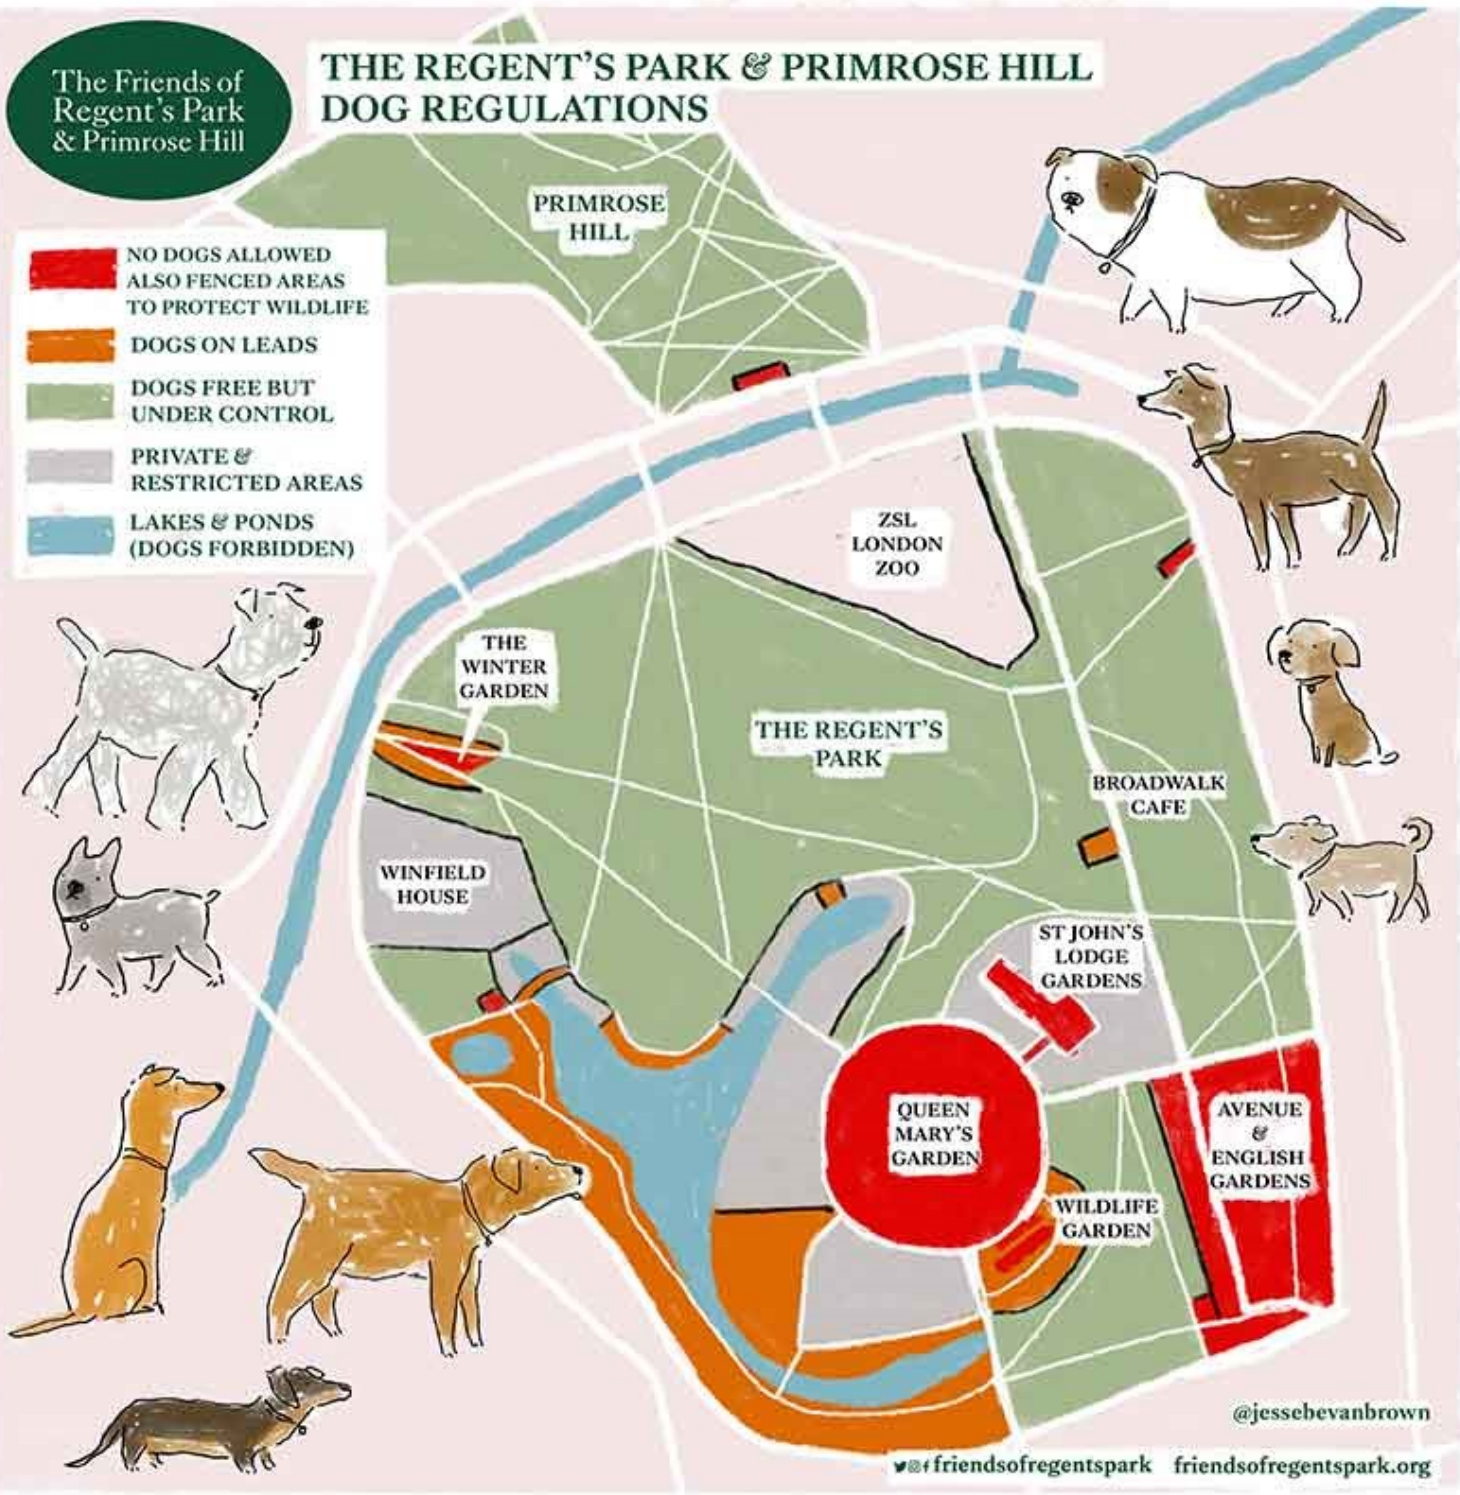 The Friends of
Regent's Park
& Primrose Hill
THE REGENT'S PARK & PRIMROSE HILL
DOG REGULATIONS
NO DOGS ALLOWED
ALSO FENCED AREAS
TO PROTECT WILDLIFE
DOGS ON LEADS
DOGS FREE BUT
UNDER CONTROL
PRIVATE &
RESTRICTED AREAS
LAKES & PONDS
(DOGS FORBIDDEN)
PRIMROSE
HILL
ZSL
LONDON
ZOO
THE
WINTER
GARDEN
THE REGENT'S
PARK
BROADWALK
CAFE
WINFIELD
HOUSE
ST JOHN'S
LODGE
GARDENS
QUEEN
MARY'S
GARDEN
AVENUE
&
ENGLISH
GARDENS
WILDLIFE
GARDEN
@jessebevanbrown
friendsofregentspark friendsofregentspark.org